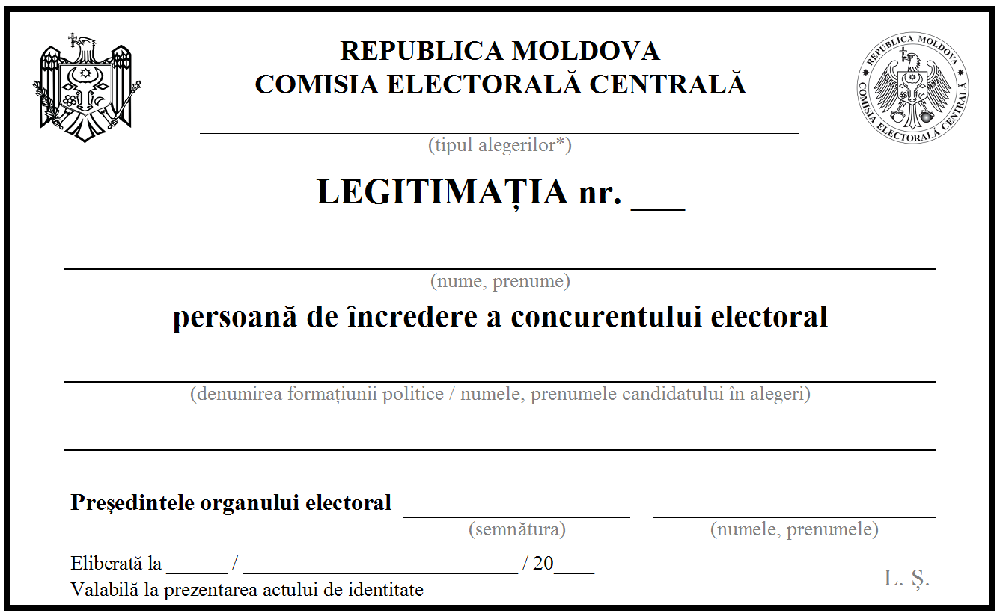 REPUBLICA MOLDOVA
COMISIA ELECTORALĂ CENTRALĂ
REPUBLICA MOLDOVA
COMISIA ELECTORALĂ CENTRALĂ
(tipul alegerilor*)
LEGITIMAȚIA nr. ___
(nume, prenume)
persoană de încredere a concurentului electoral
(denumirea formațiunii politice / numele, prenumele candidatului în alegeri)
Preşedintele organului electoral
(semnătura) (numele, prenumele)
Eliberată la ______ / ___________________________ / 20____
Valabilă la prezentarea actului de identitate
L. Ș.